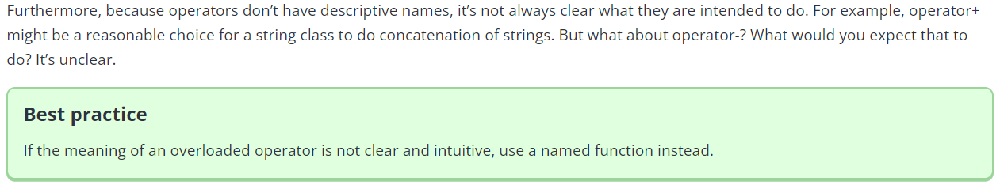 Furthermore, because operators don’t have descriptive names, it’s not always clear what they are intended to do. For example, operator+
might be a reasonable choice for a string class to do concatenation of strings. But what about operator-? What would you expect that to
do? It’s unclear.
Best practice
If the meaning of an overloaded operator is not clear and intuitive, use a named function instead.